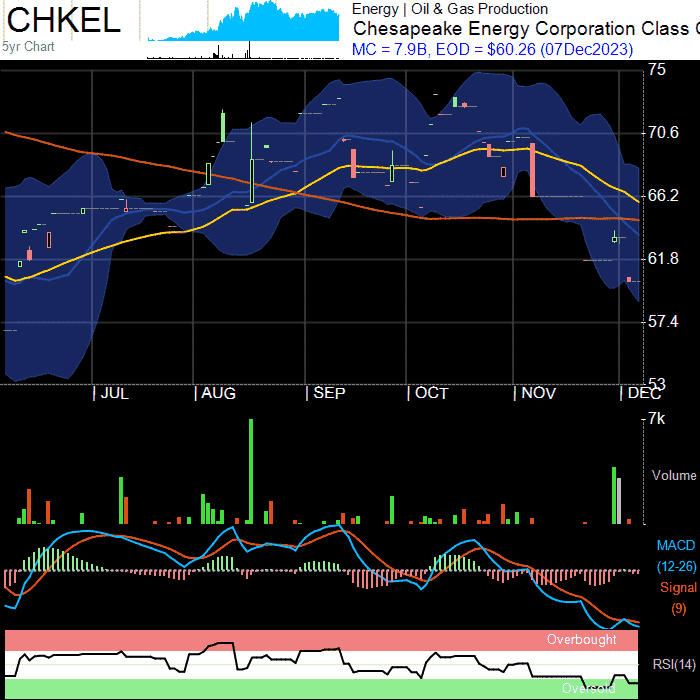 CHKEL
5yr Chart
Energy | Oil & Gas Production
Chesapeake Energy Corporation Class
MC = 7.9B, EOD = $60.26 (07Dec2023)
75
70.6
66.2
61.8
57.4
53
JUL
AUG
SEP
OCT
NOV
DEC
7k
Volume
MACD
(12-26)
Signal
(9)
Overbought
RSI(14)
Oversold